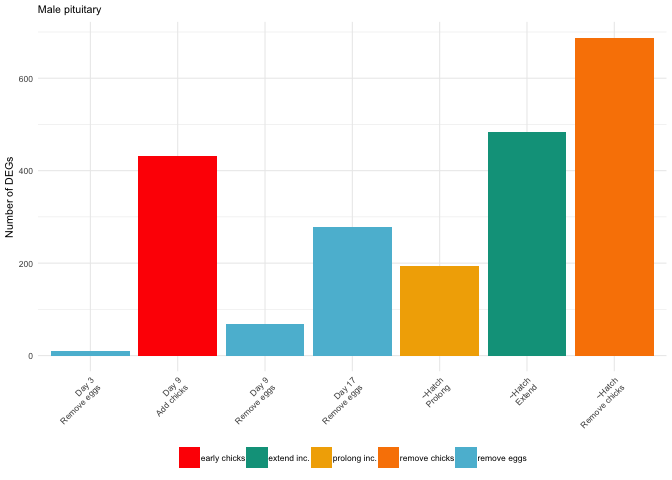 Male pituitary
Number of DEGs
600
400
200
0
Day 3
Remove eggs
Day 9
Add chicks
Day 9
Remove eggs
Day 17
Remove eggs
~Hatch
Prolong
~Hatch
Extend
~Hatch
Remove chicks
early chicks extend inc. prolong inc. remove chicks remove eggs